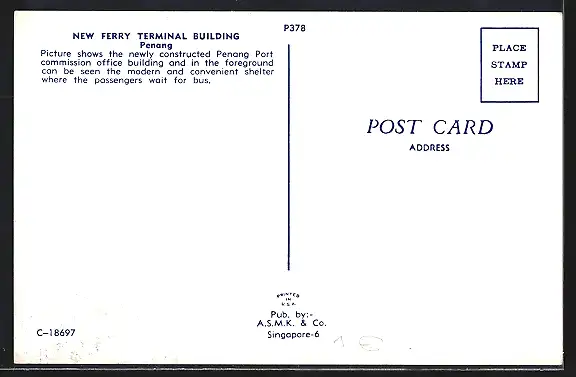 P378
NEW FERRY TERMINAL BUILDING
Penang
Picture shows the newly constructed Penang Port
commission office building and in the foreground
can be seen the modern and convenient shelter
where the passengers wait for bus.
PLACE
STAMP
HERE
POST CARD
ADDRESS
PRINTED
IN
U.S.A.
Pub. by:-
A.S.M.K. & Co.
Singapore-6
C-18697
1 €